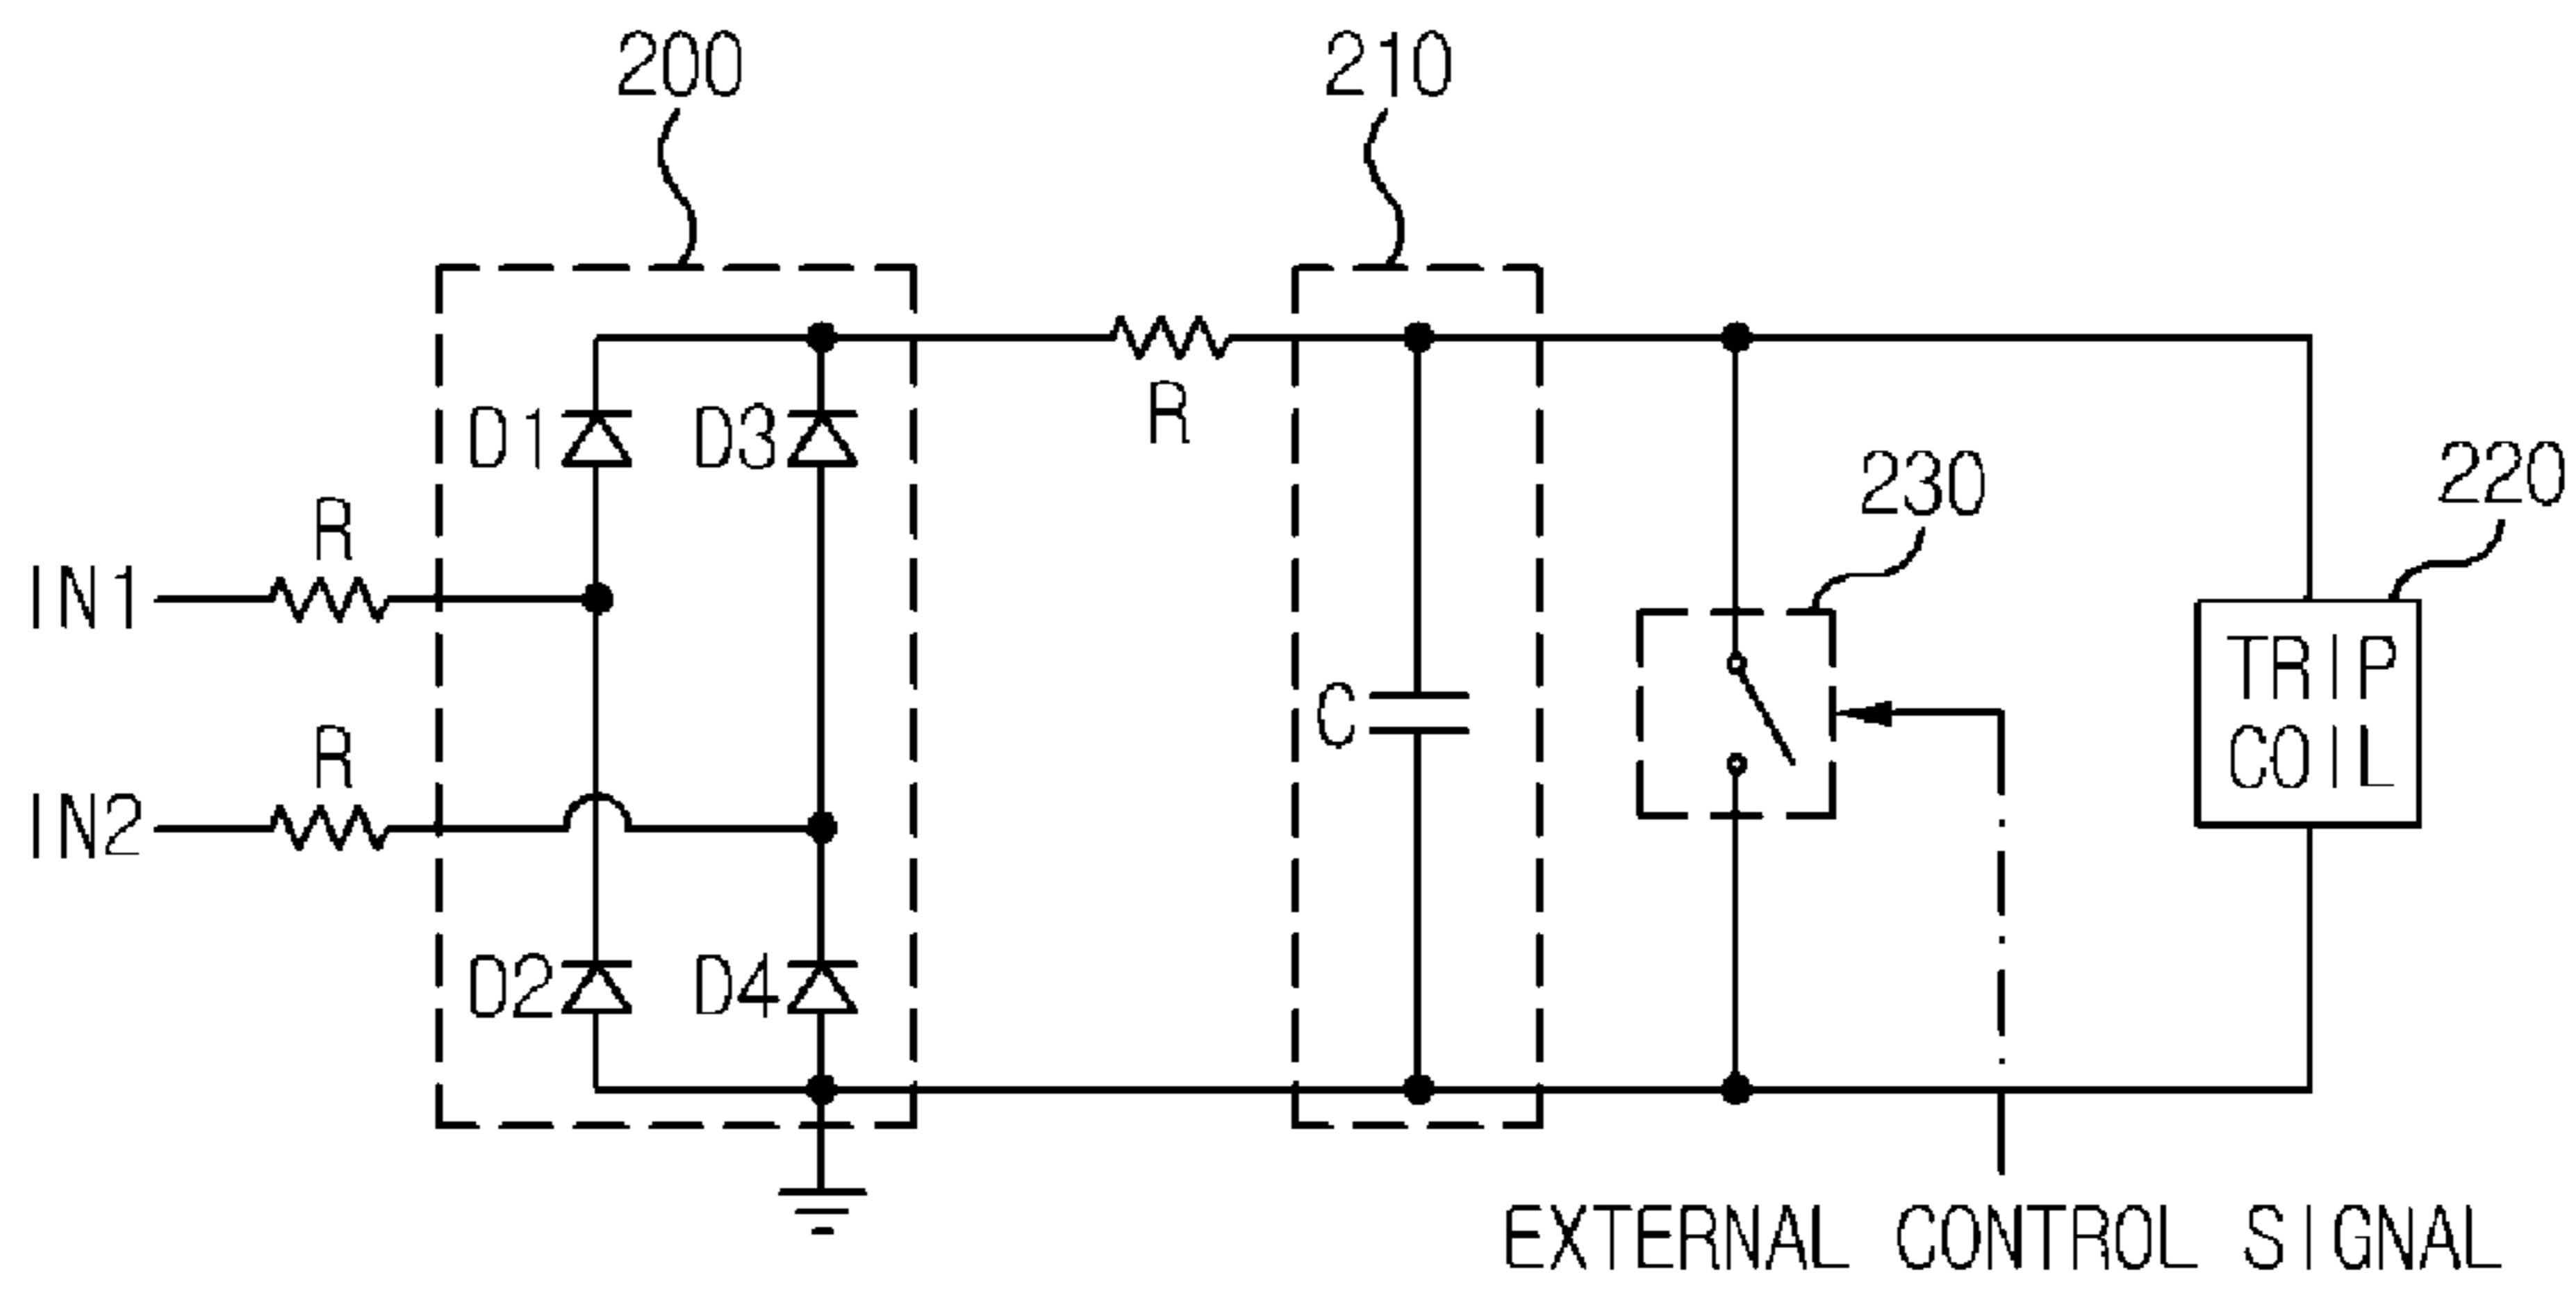 200
210
R
D1
D3
230
220
R
IN1
TRIP
COIL
C
R
IN2
D2
D4
EXTERNAL CONTROL SIGNAL